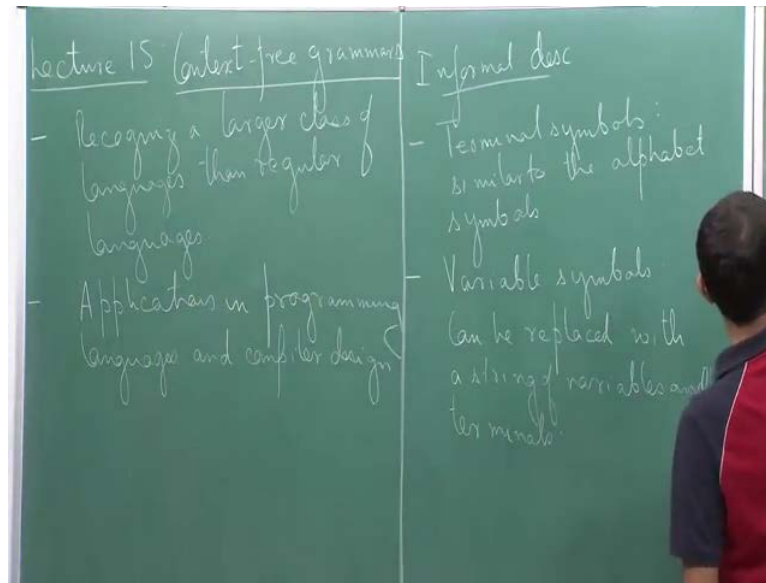 Lecture 15 Context-free grammars
- Recognize a larger class of
languages than regular
languages.
- Applications in programming
languages and compiler design
Informal desc
- Terminal symbols:
similar to the alphabet
symbols
- Variable symbols
Can be replaced with
a string of variables and
terminals.